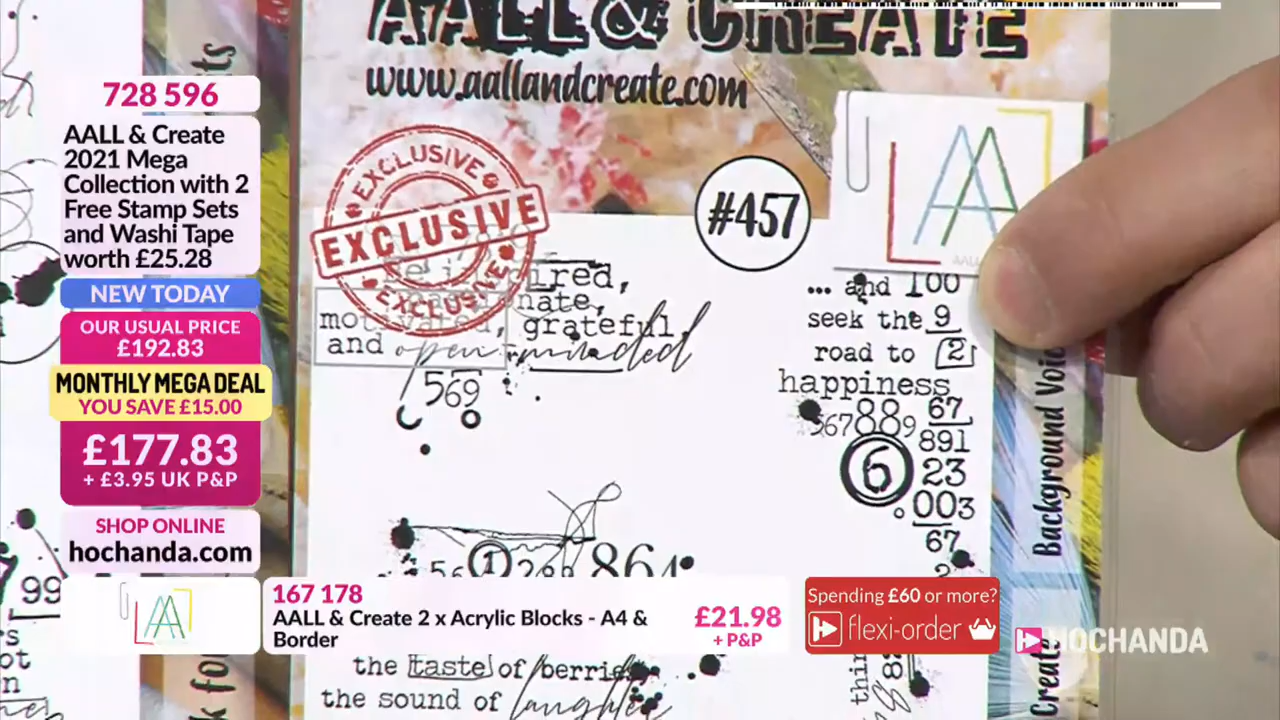 AALL & CREATE
www.aallandcreate.com
728 596
AALL & Create
2021 Mega
Collection with 2
Free Stamp Sets
and Washi Tape
worth £25.28
NEW TODAY
OUR USUAL PRICE
£192.83
MONTHLY MEGA DEAL
YOU SAVE £15.00
£177.83
+ £3.95 UK P&P
SHOP ONLINE
hochanda.com
EXCLUSIVE
EXCLUSIVE
EXCLUSIVE
#457
motivated, grateful,
and open-minded
569
... and 100
seek the 9
road to 2
happiness
67
891
6 23
.003
67
864
99
167 178
AALL & Create 2 x Acrylic Blocks - A4 &
Border
£21.98
+ P&P
Spending £60 or more?
flexi-order
HOCHANDA
the taste of berries
the sound of laughter
Background
Create